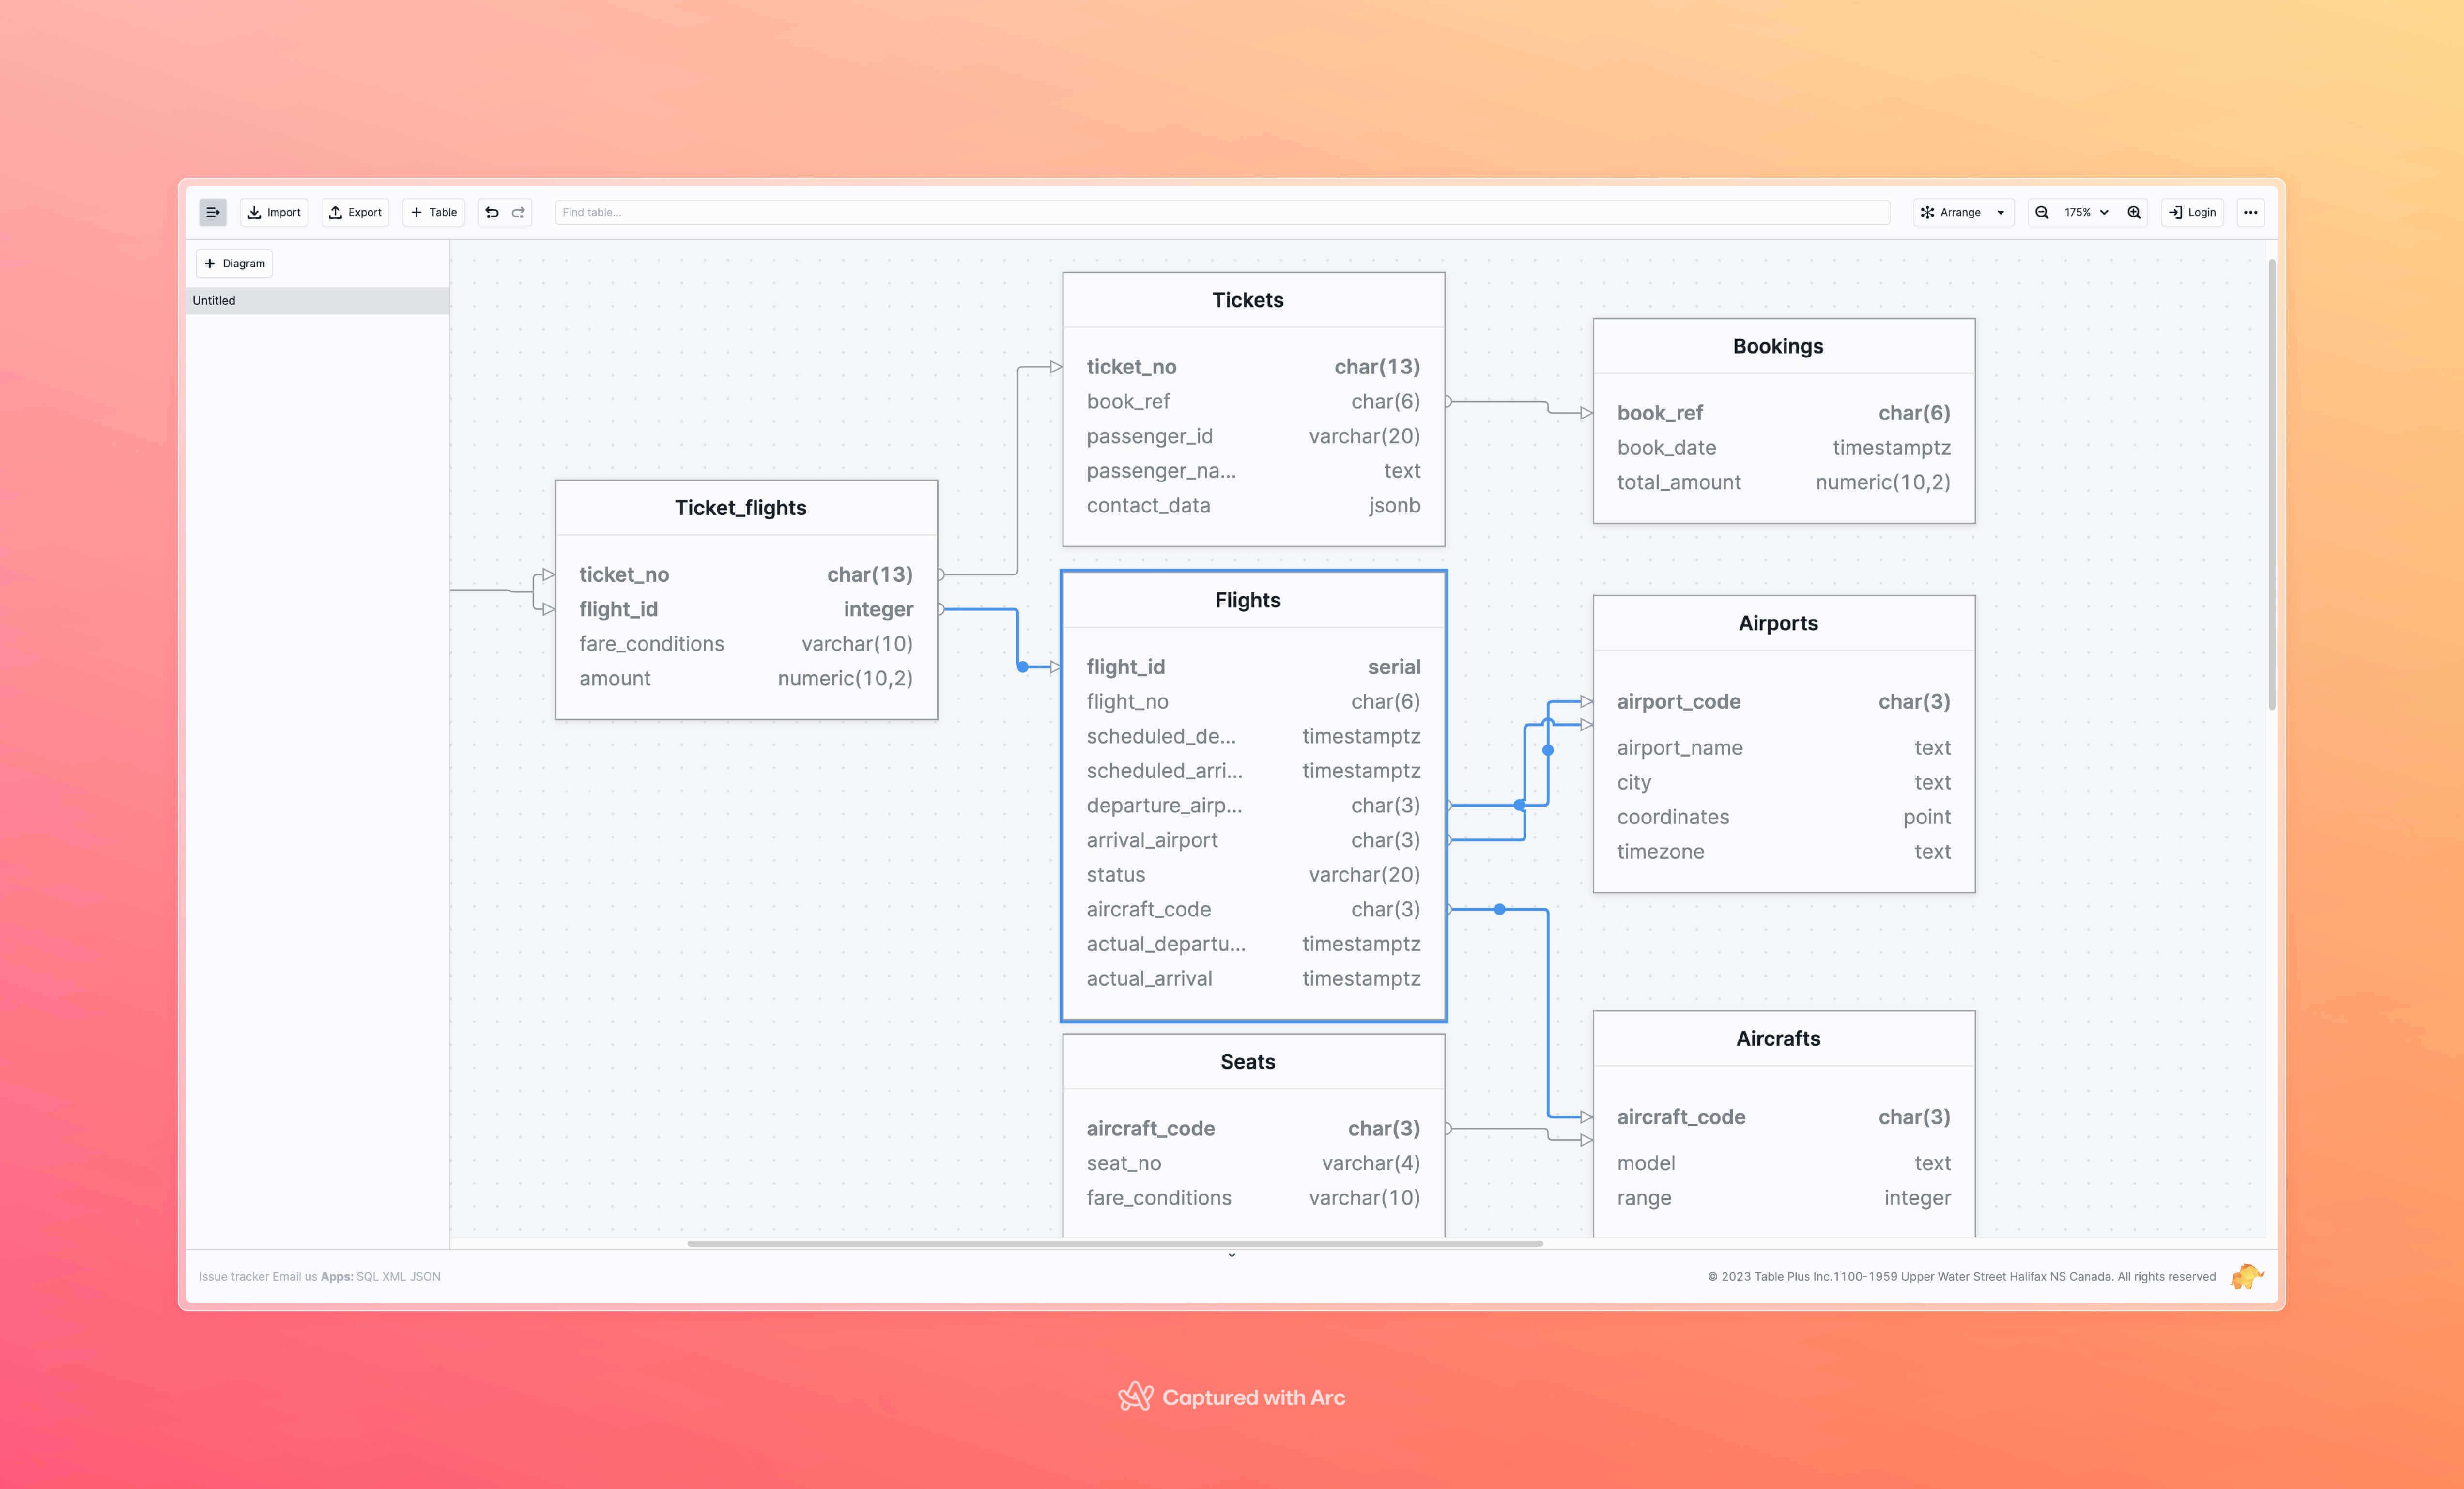 Import Export + Table Find table... Arrange 175% Login
+ Diagram
Untitled
Tickets
ticket_no char(13)
book_ref char(6)
passenger_id varchar(20)
passenger_na... text
contact_data jsonb
Bookings
book_ref char(6)
book_date timestamptz
total_amount numeric(10,2)
Ticket_flights
ticket_no char(13)
flight_id integer
fare_conditions varchar(10)
amount numeric(10,2)
Flights
flight_id serial
flight_no char(6)
scheduled_de... timestamptz
scheduled_arri... timestamptz
departure_airp... char(3)
arrival_airport char(3)
status varchar(20)
aircraft_code char(3)
actual_departu... timestamptz
actual_arrival timestamptz
Airports
airport_code char(3)
airport_name text
city text
coordinates point
timezone text
Seats
aircraft_code char(3)
seat_no varchar(4)
fare_conditions varchar(10)
Aircrafts
aircraft_code char(3)
model text
range integer
Issue tracker Email us Apps: SQL XML JSON
© 2023 Table Plus Inc.1100-1959 Upper Water Street Halifax NS Canada. All rights reserved
Captured with Arc